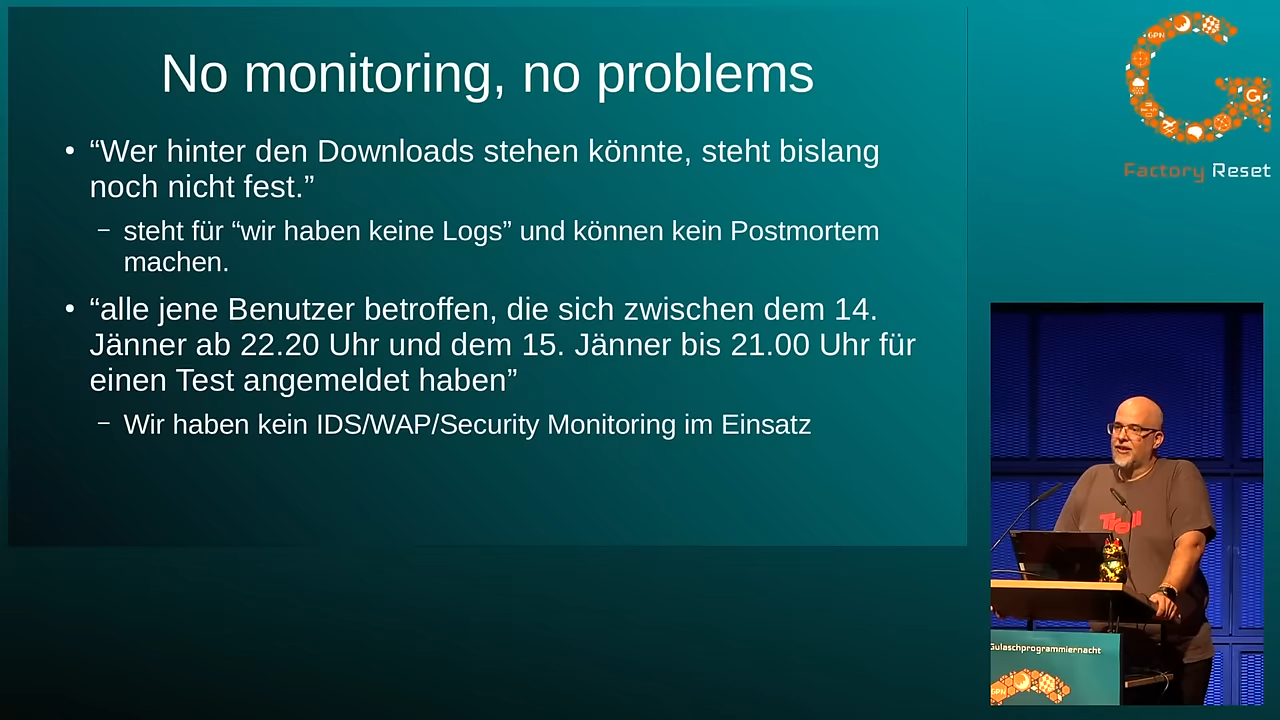 No monitoring, no problems
• “Wer hinter den Downloads stehen könnte, steht bislang
noch nicht fest.”
– steht für “wir haben keine Logs” und können kein Postmortem
machen.
• “alle jene Benutzer betroffen, die sich zwischen dem 14.
Jänner ab 22.20 Uhr und dem 15. Jänner bis 21.00 Uhr für
einen Test angemeldet haben”
– Wir haben kein IDS/WAP/Security Monitoring im Einsatz
GPN
G
Factory Reset
Troll
Gulaschprogrammiernacht
GPN